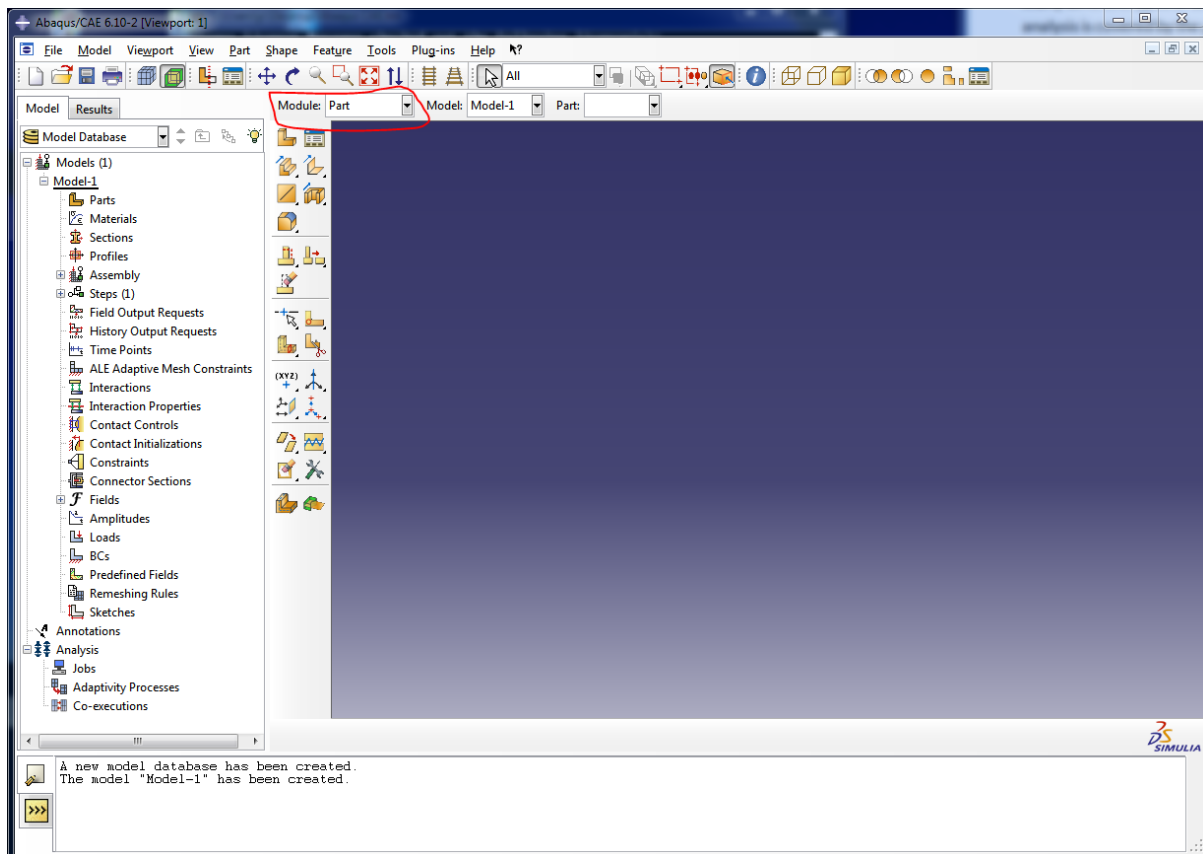 Abaqus/CAE 6.10-2 [Viewport: 1]
File Model Viewport View Part Shape Feature Tools Plug-ins Help
All
Model Results
Module: Part Model: Model-1 Part:
Model Database
Models (1)
Model-1
Parts
Materials
Sections
Profiles
Assembly
Steps (1)
Field Output Requests
History Output Requests
Time Points
ALE Adaptive Mesh Constraints
(XYZ)
Interactions
Interaction Properties
Contact Controls
Contact Initializations
Constraints
Connector Sections
Fields
Amplitudes
Loads
BCs
Predefined Fields
Remeshing Rules
Sketches
Annotations
Analysis
Jobs
Adaptivity Processes
Co-executions
SIMULIA
A new model database has been created.
The model "Model-1" has been created.
>>>